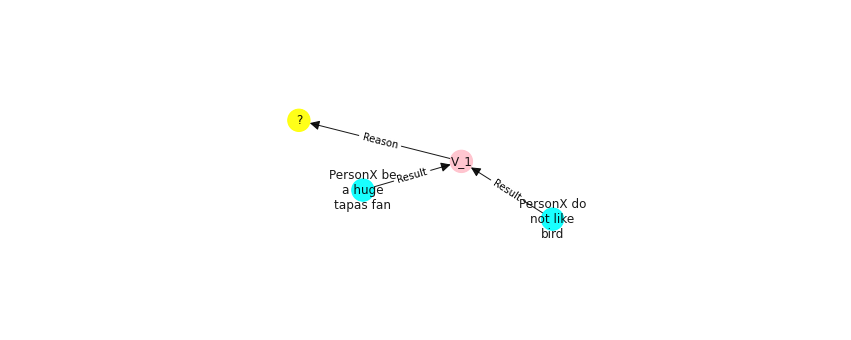 ?
Reason
V_1
PersonX be
a huge
tapas fan
Result
Result
PersonX do
not like
bird